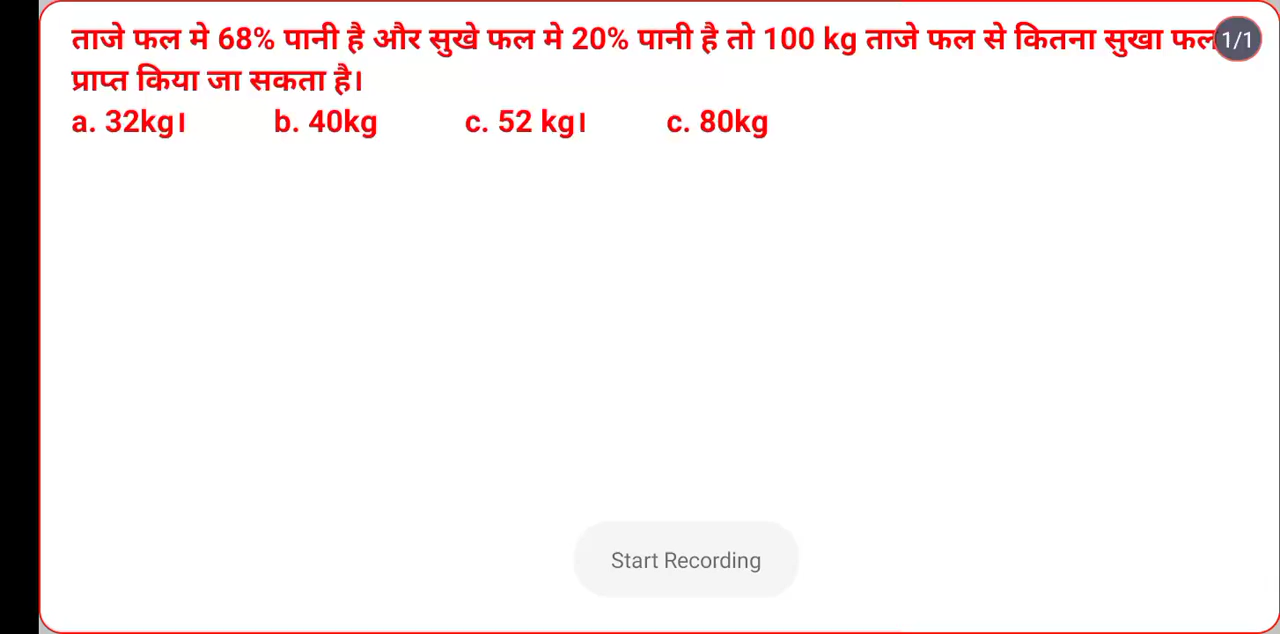 ताजे फल मे 68% पानी है और सुखे फल मे 20% पानी है तो 100 kg ताजे फल से कितना सुखा फल 1/1
प्राप्त किया जा सकता है।
a. 32kg। b. 40kg c. 52 kg। c. 80kg
Start Recording